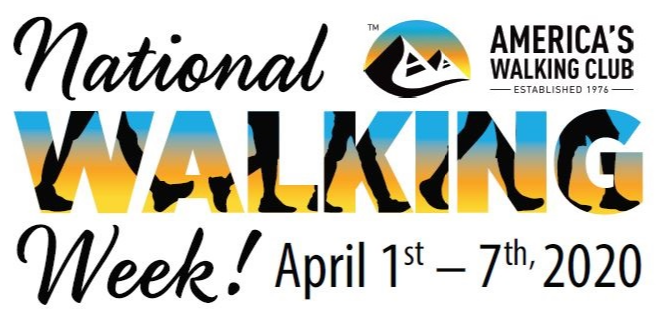 National
TM
AMERICA'S
WALKING CLUB
ESTABLISHED 1976
WALKING
Week! April 1st – 7th, 2020